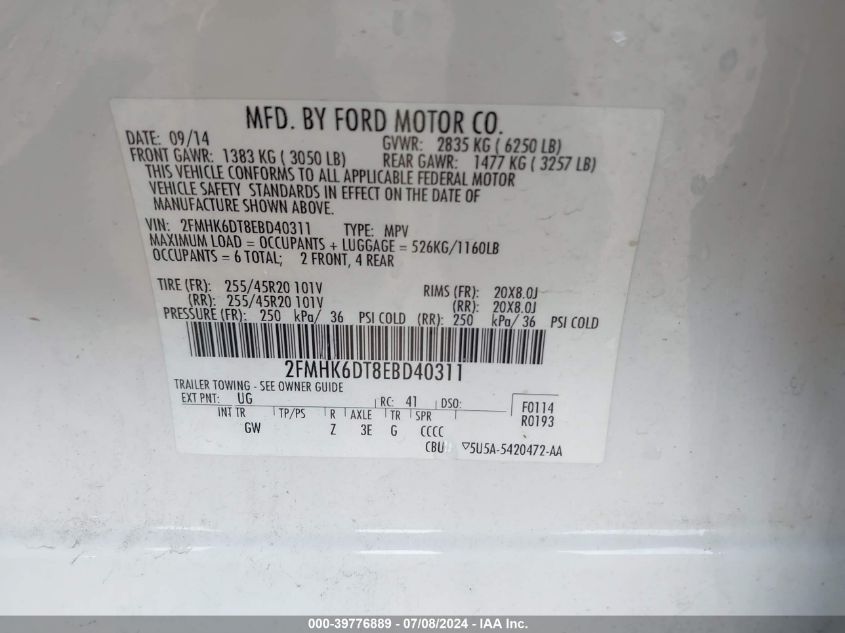 MFD. BY FORD MOTOR CO.
DATE: 09/14 GVWR: 2835 KG ( 6250 LB)
FRONT GAWR: 1383 KG ( 3050 LB) REAR GAWR: 1477 KG ( 3257 LB)
THIS VEHICLE CONFORMS TO ALL APPLICABLE FEDERAL MOTOR
VEHICLE SAFETY STANDARDS IN EFFECT ON THE DATE OF
MANUFACTURE SHOWN ABOVE.
VIN: 2FMHK6DT8EBD40311 TYPE: MPV
MAXIMUM LOAD = OCCUPANTS + LUGGAGE = 526KG/1160LB
OCCUPANTS = 6 TOTAL; 2 FRONT, 4 REAR
TIRE (FR): 255/45R20 101V RIMS (FR): 20X8.0J
(RR): 255/45R20 101V (RR): 20X8.0J
PRESSURE (FR): 250 kPa/ 36 PSI COLD (RR): 250 kPa/ 36 PSI COLD
2FMHK6DT8EBD40311
TRAILER TOWING - SEE OWNER GUIDE
EXT PNT: UG RC: 41 DSO: F0114
INT TR TP/PS R AXLE TR SPR R0193
GW Z 3E G CCCC
CBU ▽5U5A-5420472-AA
000-39776889 - 07/08/2024 - IAA Inc.